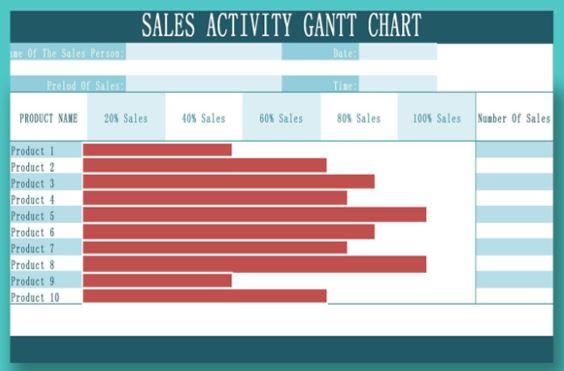 SALES ACTIVITY GANTT CHART
me Of The Sales Person: Date:
Prelod Of Sales: Time:
PRODUCT NAME 20% Sales 40% Sales 60% Sales 80% Sales 100% Sales Number Of Sales
Product 1
Product 2
Product 3
Product 4
Product 5
Product 6
Product 7
Product 8
Product 9
Product 10